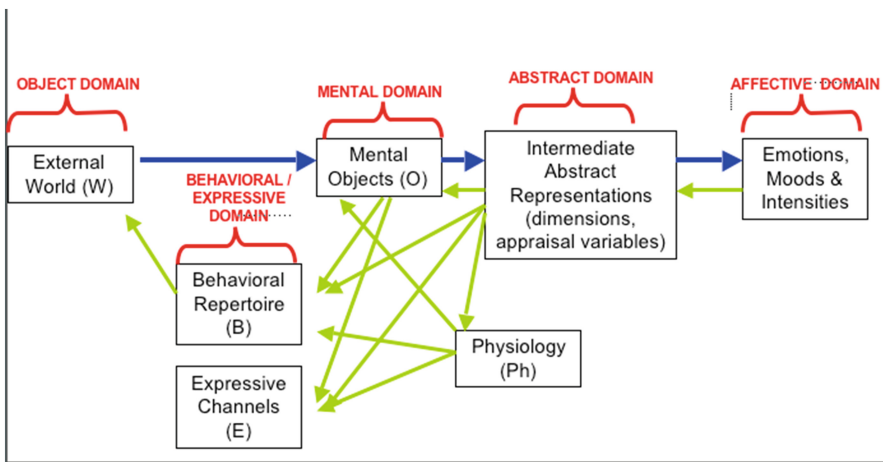 OBJECT DOMAIN
MENTAL DOMAIN
ABSTRACT DOMAIN
AFFECTIVE DOMAIN
External
World (W)
Mental
Objects (O)
Intermediate
Abstract
Representations
(dimensions,
appraisal variables)
Emotions,
Moods &
Intensities
BEHAVIORAL /
EXPRESSIVE
DOMAIN
Behavioral
Repertoire
(B)
Physiology
(Ph)
Expressive
Channels
(E)